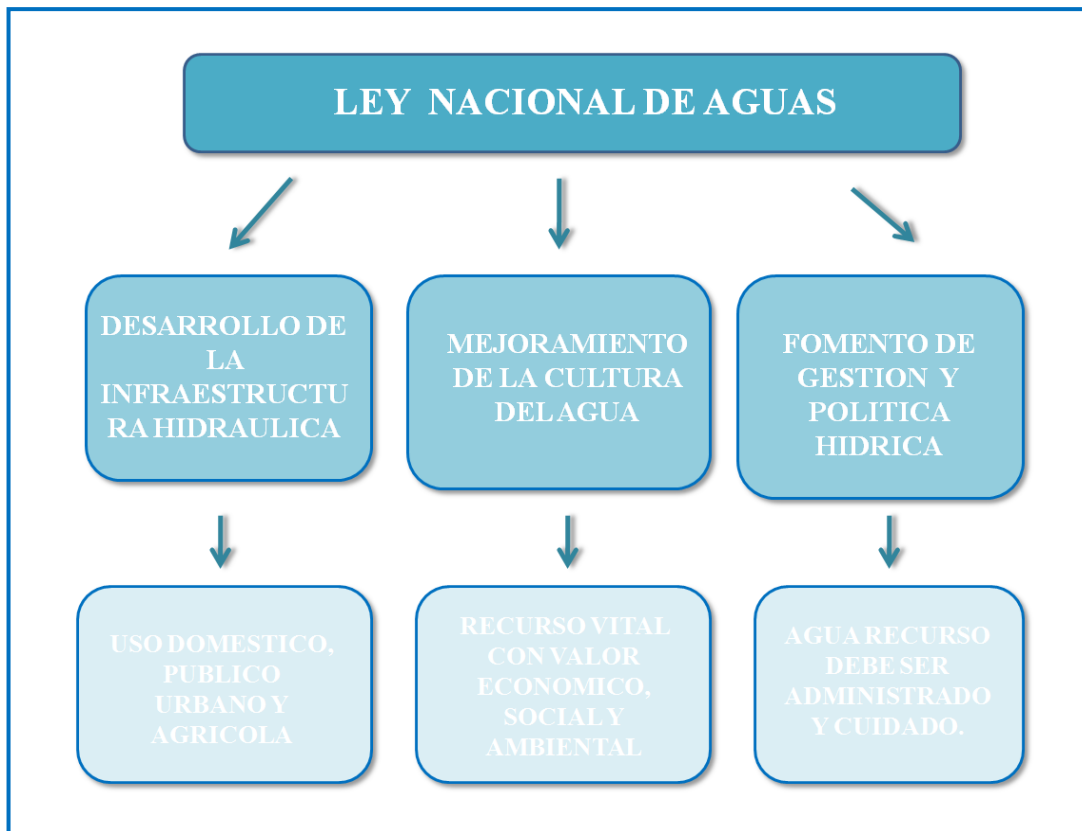 LEY NACIONAL DE AGUAS
DESARROLLO DE
LA
INFRAESTRUCTU
RA HIDRAULICA
MEJORAMIENTO
DE LA CULTURA
DEL AGUA
FOMENTO DE
GESTION Y
POLITICA
HIDRICA
USO DOMESTICO,
PUBLICO
URBANO Y
AGRICOLA
RECURSO VITAL
CON VALOR
ECONOMICO,
SOCIAL Y
AMBIENTAL
AGUA RECURSO
DEBE SER
ADMINISTRADO
Y CUIDADO.